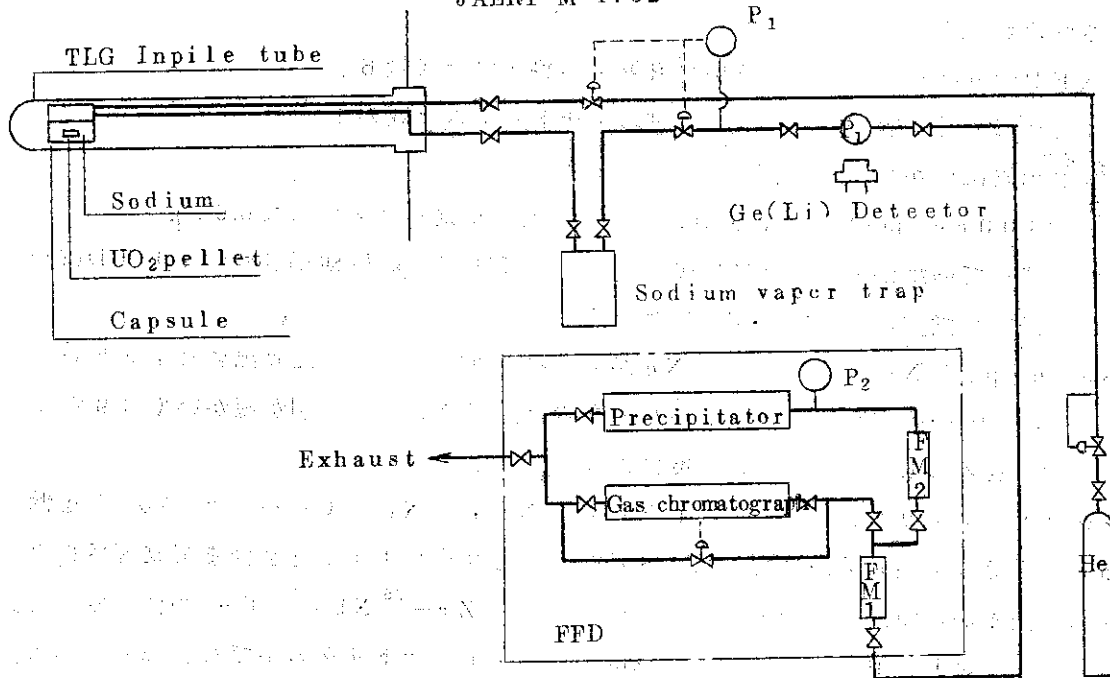 P1
TLG Inpile tube
P1
Ge(Li) Deteetor
Sodium
UO2pellet
Sodium vaper trap
Capsule
P2
Precipitator
FM2
Exhaust
Gas chromatograph
He
FM1
FFD